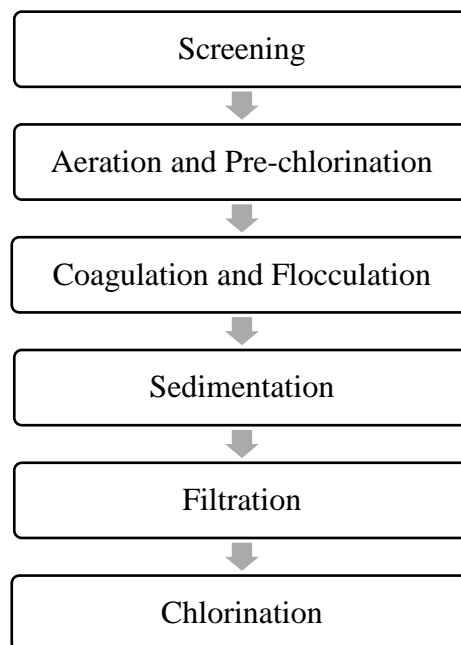 Screening
Aeration and Pre-chlorination
Coagulation and Flocculation
Sedimentation
Filtration
Chlorination